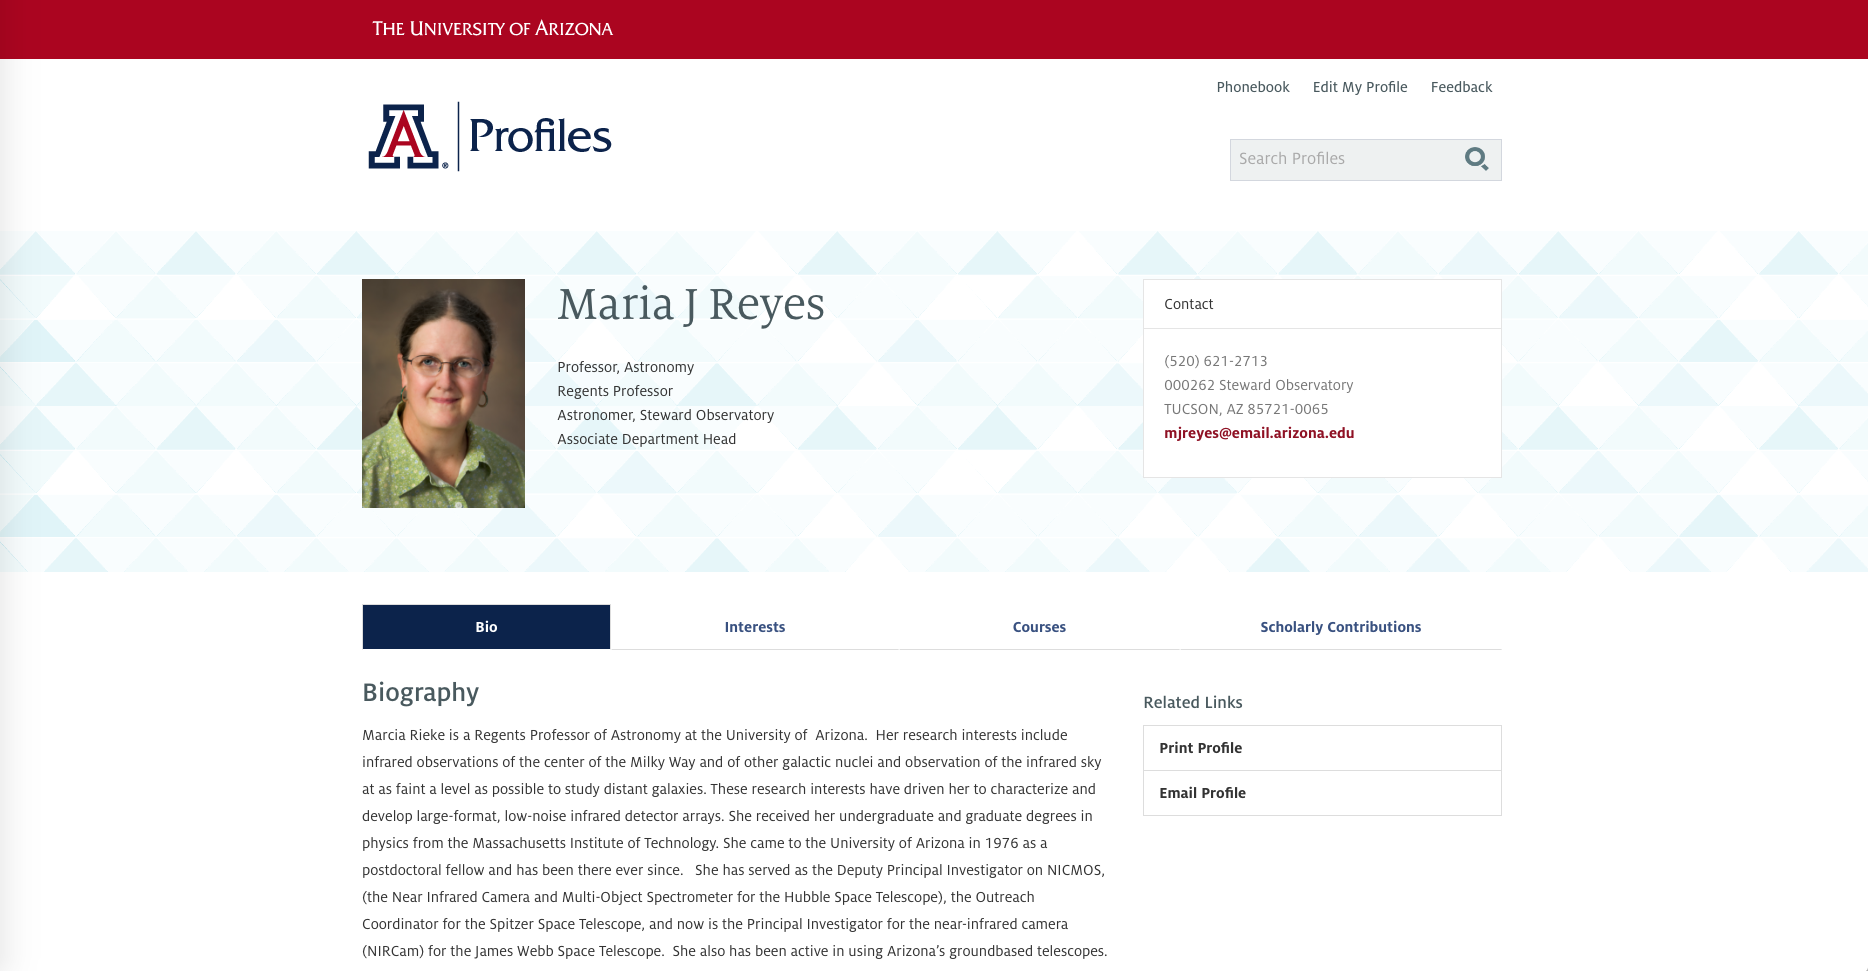 THE UNIVERSITY OF ARIZONA
Phonebook Edit My Profile Feedback
A® Profiles
Search Profiles
Maria J Reyes
Professor, Astronomy
Regents Professor
Astronomer, Steward Observatory
Associate Department Head
Contact
(520) 621-2713
000262 Steward Observatory
TUCSON, AZ 85721-0065
mjreyes@email.arizona.edu
Bio Interests Courses Scholarly Contributions
Biography
Marcia Rieke is a Regents Professor of Astronomy at the University of  Arizona.  Her research interests include
infrared observations of the center of the Milky Way and of other galactic nuclei and observation of the infrared sky
at as faint a level as possible to study distant galaxies. These research interests have driven her to characterize and
develop large-format, low-noise infrared detector arrays. She received her undergraduate and graduate degrees in
physics from the Massachusetts Institute of Technology. She came to the University of Arizona in 1976 as a
postdoctoral fellow and has been there ever since.   She has served as the Deputy Principal Investigator on NICMOS,
(the Near Infrared Camera and Multi-Object Spectrometer for the Hubble Space Telescope), the Outreach
Coordinator for the Spitzer Space Telescope, and now is the Principal Investigator for the near-infrared camera
(NIRCam) for the James Webb Space Telescope.  She also has been active in using Arizona’s groundbased telescopes.
Related Links
Print Profile
Email Profile